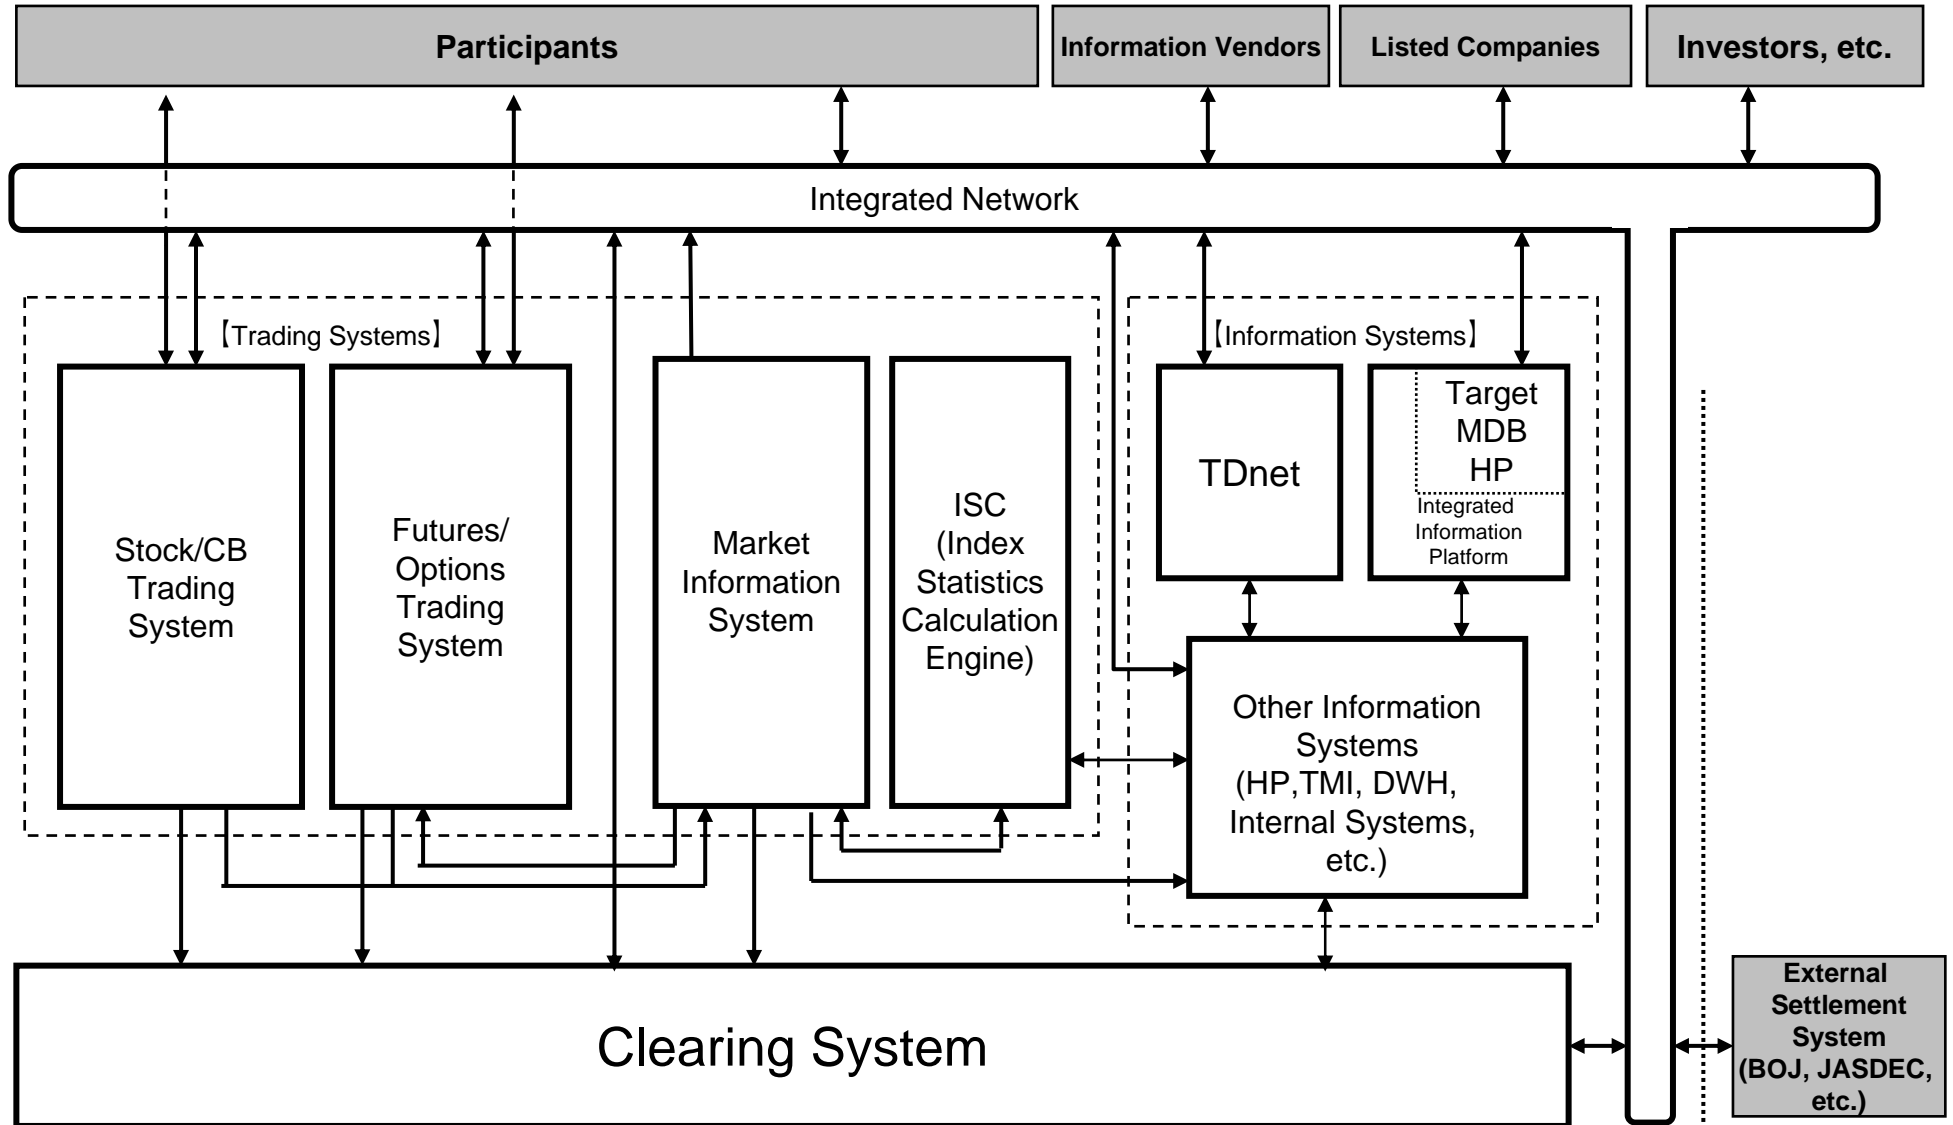 Participants
Information Vendors
Listed Companies
Investors, etc.
Integrated Network
【Trading Systems】
【Information Systems】
Stock/CB
Trading
System
Futures/
Options
Trading
System
Market
Information
System
ISC
(Index
Statistics
Calculation
Engine)
TDnet
Target
MDB
HP
Integrated
Information
Platform
Other Information
Systems
(HP,TMI, DWH,
Internal Systems,
etc.)
Clearing System
External
Settlement
System
(BOJ, JASDEC,
etc.)